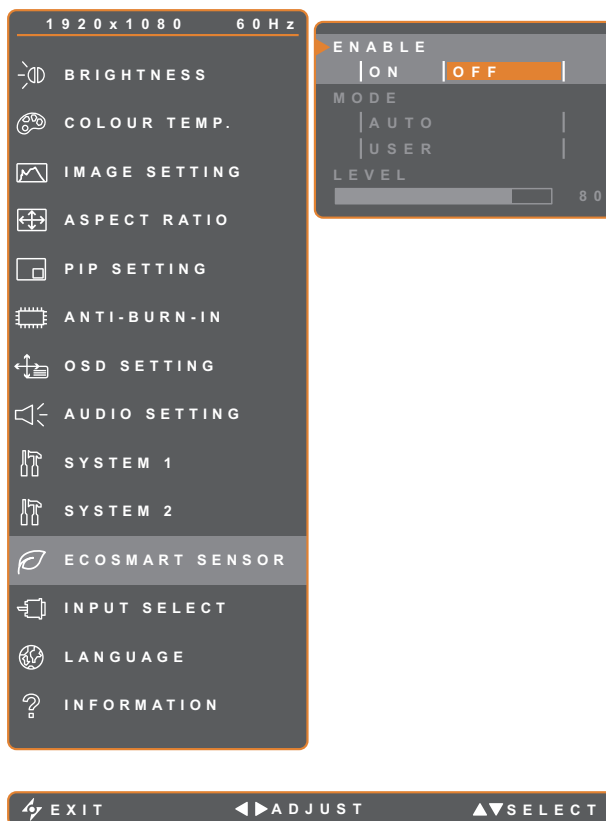 1920x1080 60Hz
BRIGHTNESS
COLOUR TEMP.
IMAGE SETTING
ASPECT RATIO
PIP SETTING
ANTI-BURN-IN
OSD SETTING
AUDIO SETTING
SYSTEM 1
SYSTEM 2
ECOSMART SENSOR
INPUT SELECT
LANGUAGE
INFORMATION
ENABLE
ON OFF
MODE
AUTO
USER
LEVEL
80
EXIT ADJUST SELECT